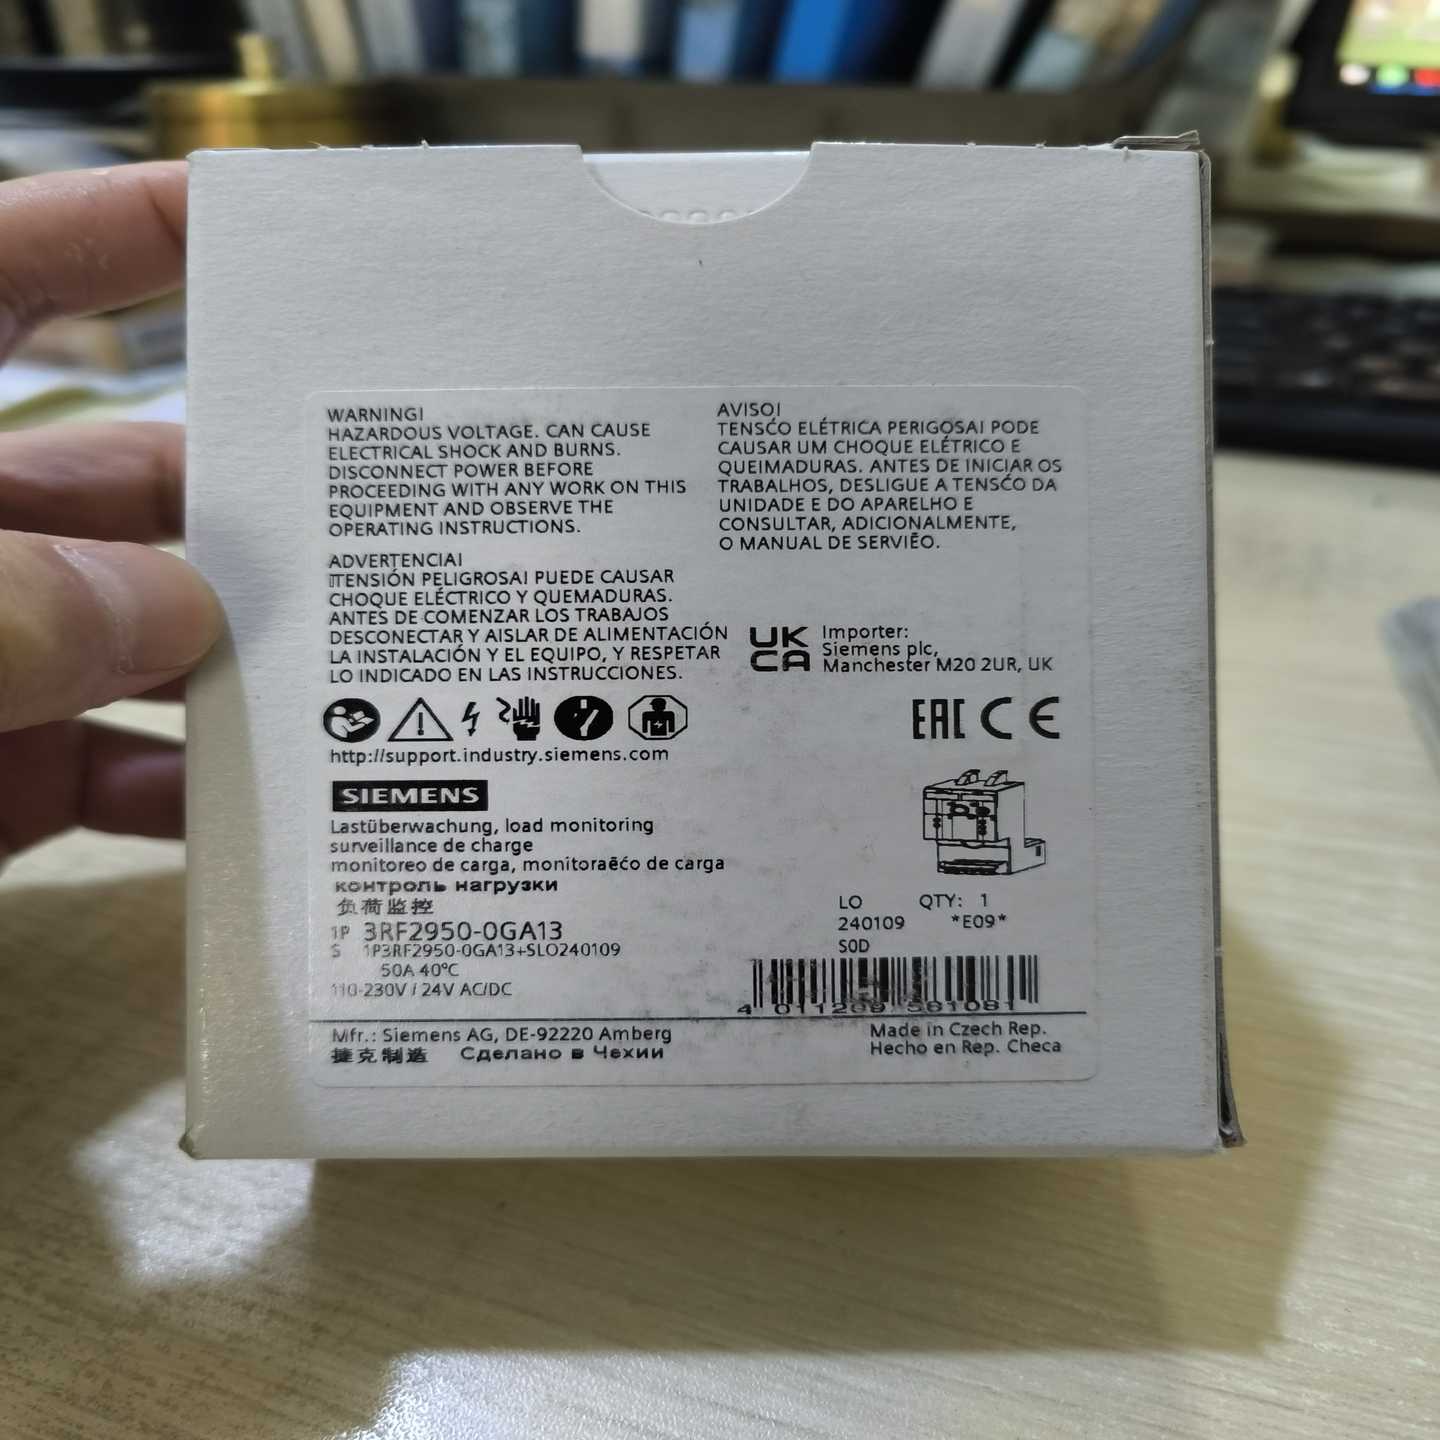 WARNING!
HAZARDOUS VOLTAGE. CAN CAUSE
ELECTRICAL SHOCK AND BURNS.
DISCONNECT POWER BEFORE
PROCEEDING WITH ANY WORK ON THIS
EQUIPMENT AND OBSERVE THE
OPERATING INSTRUCTIONS.
ADVERTENCIA!
TENSIÓN PELIGROSA! PUEDE CAUSAR
CHOQUE ELÉCTRICO Y QUEMADURAS.
ANTES DE COMENZAR LOS TRABAJOS
DESCONECTAR Y AISLAR DE ALIMENTACIÓN
LA INSTALACIÓN Y EL EQUIPO, Y RESPETAR
LO INDICADO EN LAS INSTRUCCIONES.
AVISO!
TENSĆO ELÉTRICA PERIGOSA! PODE
CAUSAR UM CHOQUE ELÉTRICO E
QUEIMADURAS. ANTES DE INICIAR OS
TRABALHOS, DESLIGUE A TENSĆO DA
UNIDADE E DO APARELHO E
CONSULTAR, ADICIONALMENTE,
O MANUAL DE SERVIĒO.
UK
CA
Importer:
Siemens plc,
Manchester M20 2UR, UK
EAC CE
http://support.industry.siemens.com
SIEMENS
Lastüberwachung, load monitoring
surveillance de charge
monitoreo de carga, monitoraēćo de carga
контроль нагрузки
负荷监控
1P 3RF2950-0GA13
S 1P3RF2950-0GA13+SLO240109
50A 40°C
110-230V / 24V AC/DC
LO QTY: 1
240109 *E09*
S0D
4 011209 581081
Mfr.: Siemens AG, DE-92220 Amberg
捷克制造 Сделано в Чехии
Made in Czech Rep.
Hecho en Rep. Checa